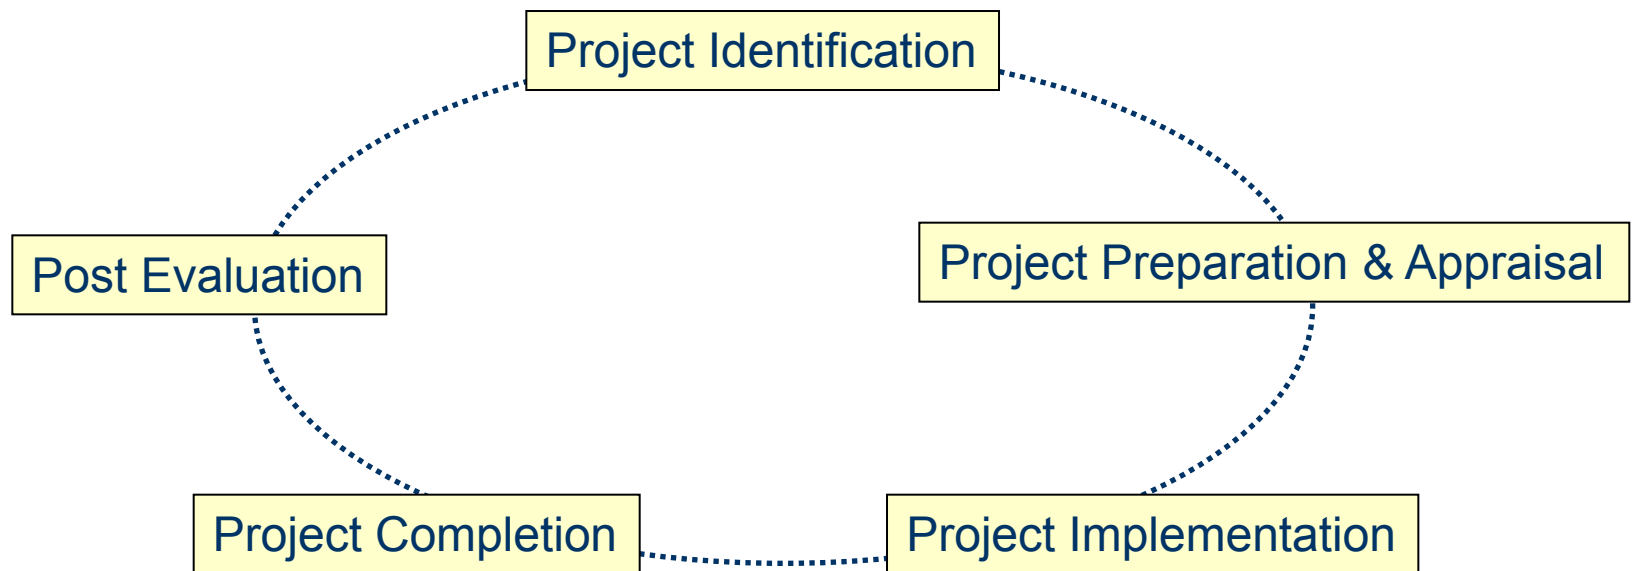 Project Identification
Project Preparation & Appraisal
Post Evaluation
Project Completion
Project Implementation